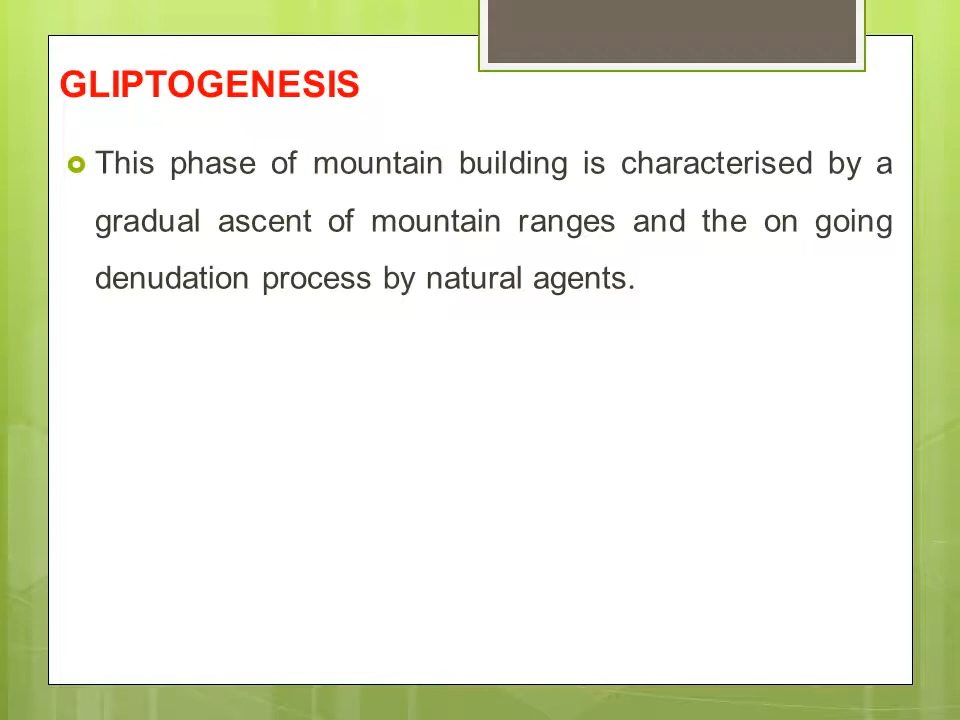 GLIPTOGENESIS
This phase of mountain building is characterised by a
gradual ascent of mountain ranges and the on going
denudation process by natural agents.